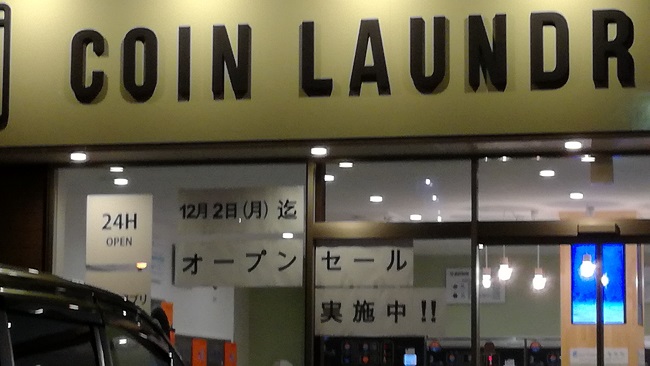 COIN LAUNDR
24H
OPEN
12月2日(月)迄
オープンセール
実施中!!